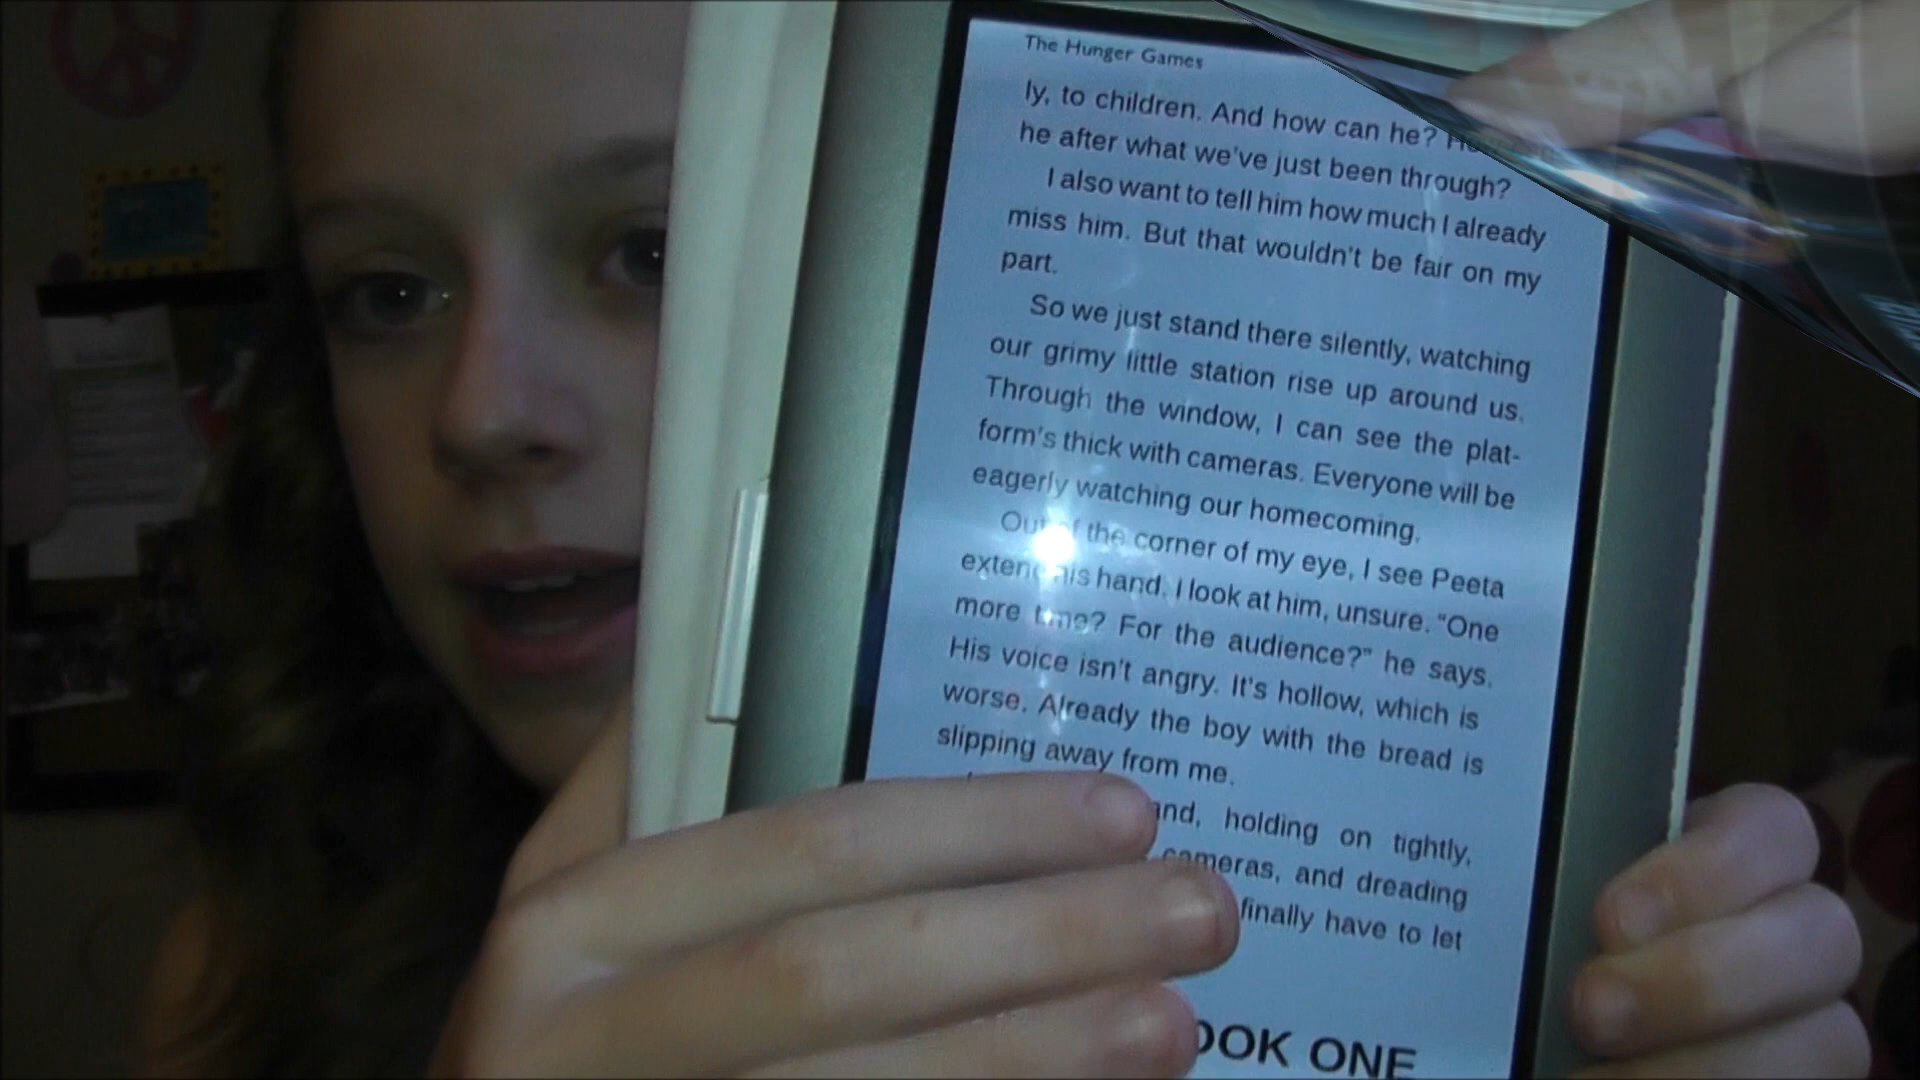 The Hunger Games
ly, to children. And how can he?
he after what we've just been through?
I also want to tell him how much I already
miss him. But that wouldn't be fair on my
part.
So we just stand there silently, watching
our grimy little station rise up around us.
Through the window, I can see the plat-
form's thick with cameras. Everyone will be
eagerly watching our homecoming.
Out of the corner of my eye, I see Peeta
extend his hand. I look at him, unsure. “One
more time? For the audience?” he says.
His voice isn't angry. It's hollow, which is
worse. Already the boy with the bread is
slipping away from me.
holding on tightly,
cameras, and dreading
finally have to let
ONE